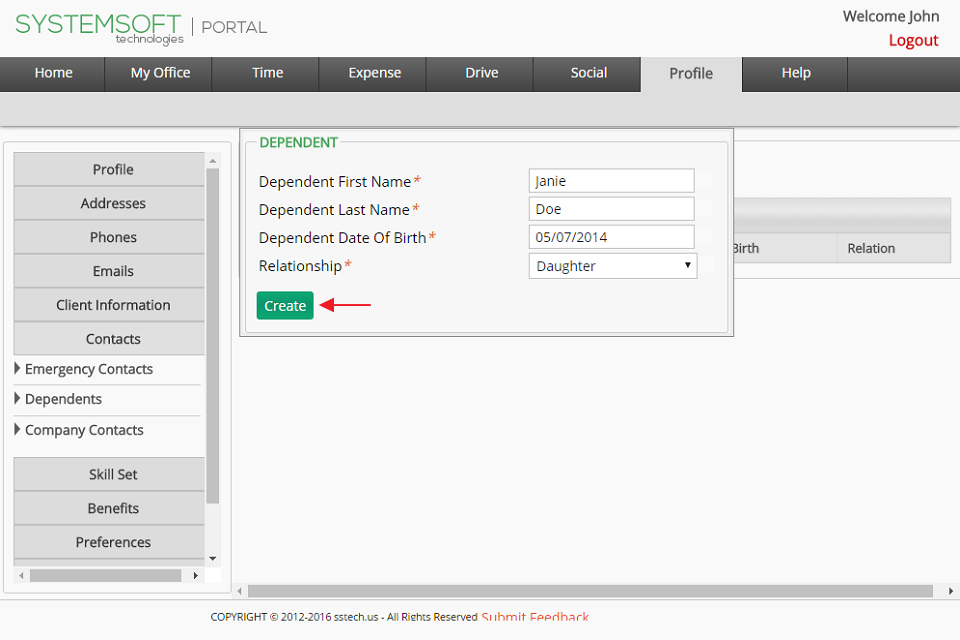 SYSTEMSOFT technologies | PORTAL
Welcome John
Logout
Home My Office Time Expense Drive Social Profile Help
DEPENDENT
Dependent First Name* Janie
Dependent Last Name* Doe
Dependent Date Of Birth* 05/07/2014
Relationship* Daughter
Create
Birth Relation
Profile
Addresses
Phones
Emails
Client Information
Contacts
Emergency Contacts
Dependents
Company Contacts
Skill Set
Benefits
Preferences
COPYRIGHT © 2012-2016 sstech.us - All Rights Reserved Submit Feedback